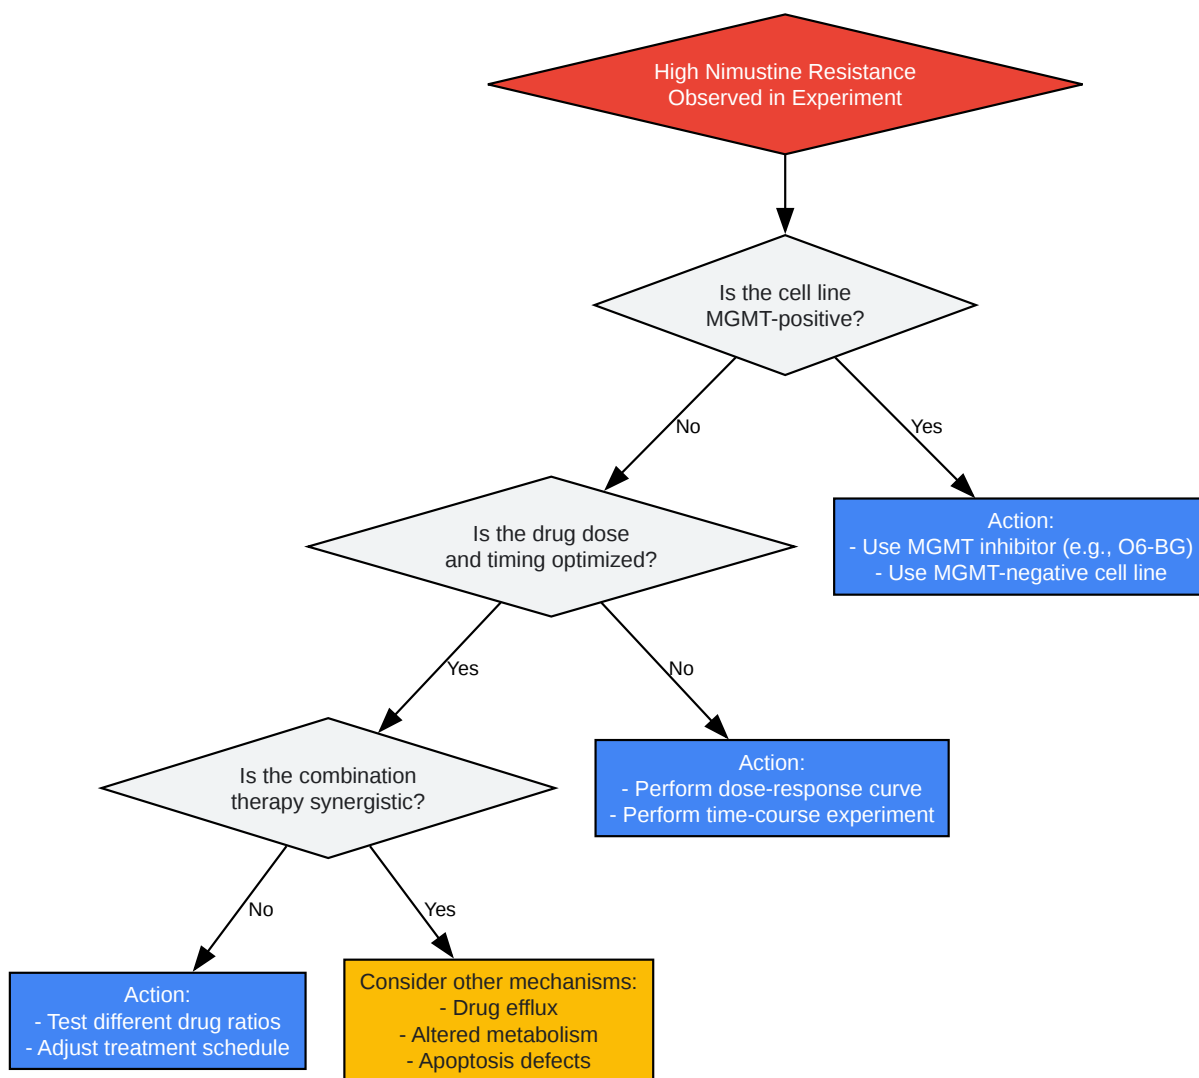 High Nimustine Resistance
Observed in Experiment
Is the cell line
MGMT-positive?
No
Yes
Is the drug dose
and timing optimized?
Action:
- Use MGMT inhibitor (e.g., O6-BG)
- Use MGMT-negative cell line
Yes
No
Is the combination
therapy synergistic?
Action:
- Perform dose-response curve
- Perform time-course experiment
No
Yes
Action:
- Test different drug ratios
- Adjust treatment schedule
Consider other mechanisms:
- Drug efflux
- Altered metabolism
- Apoptosis defects